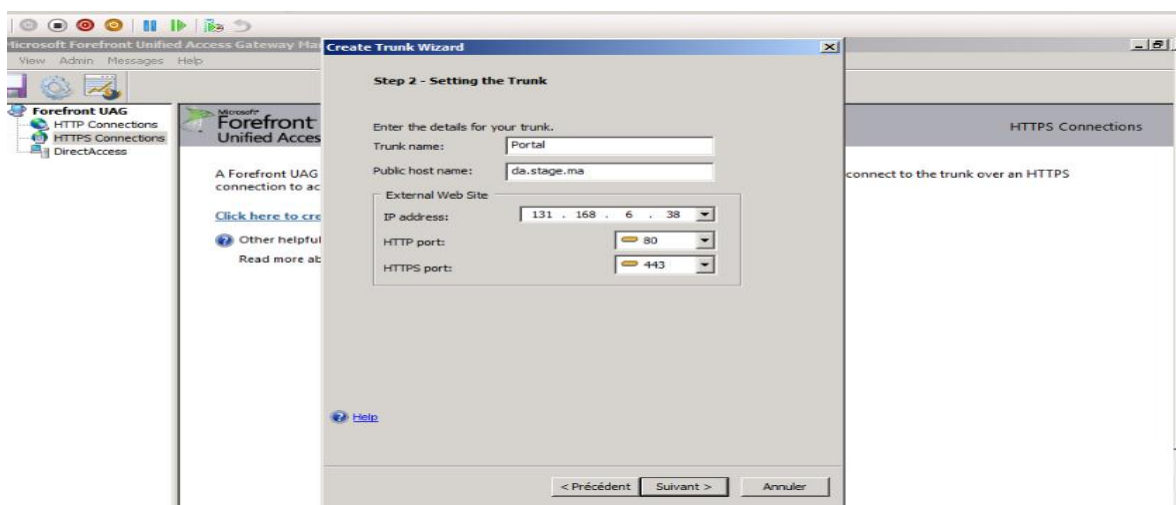 Microsoft Forefront Unified Access Gateway Ma
Create Trunk Wizard
View Admin Messages Help
Step 2 - Setting the Trunk
Forefront UAG
HTTP Connections
HTTPS Connections
DirectAccess
Microsoft
Forefront
Unified Acces
HTTPS Connections
Enter the details for your trunk.
Trunk name: Portal
Public host name: da.stage.ma
A Forefront UAG
connection to ac
connect to the trunk over an HTTPS
External Web Site
IP address: 131 . 168 . 6 . 38
HTTP port: 80
HTTPS port: 443
Click here to cre
Other helpful
Read more ab
Help
< Précédent Suivant > Annuler